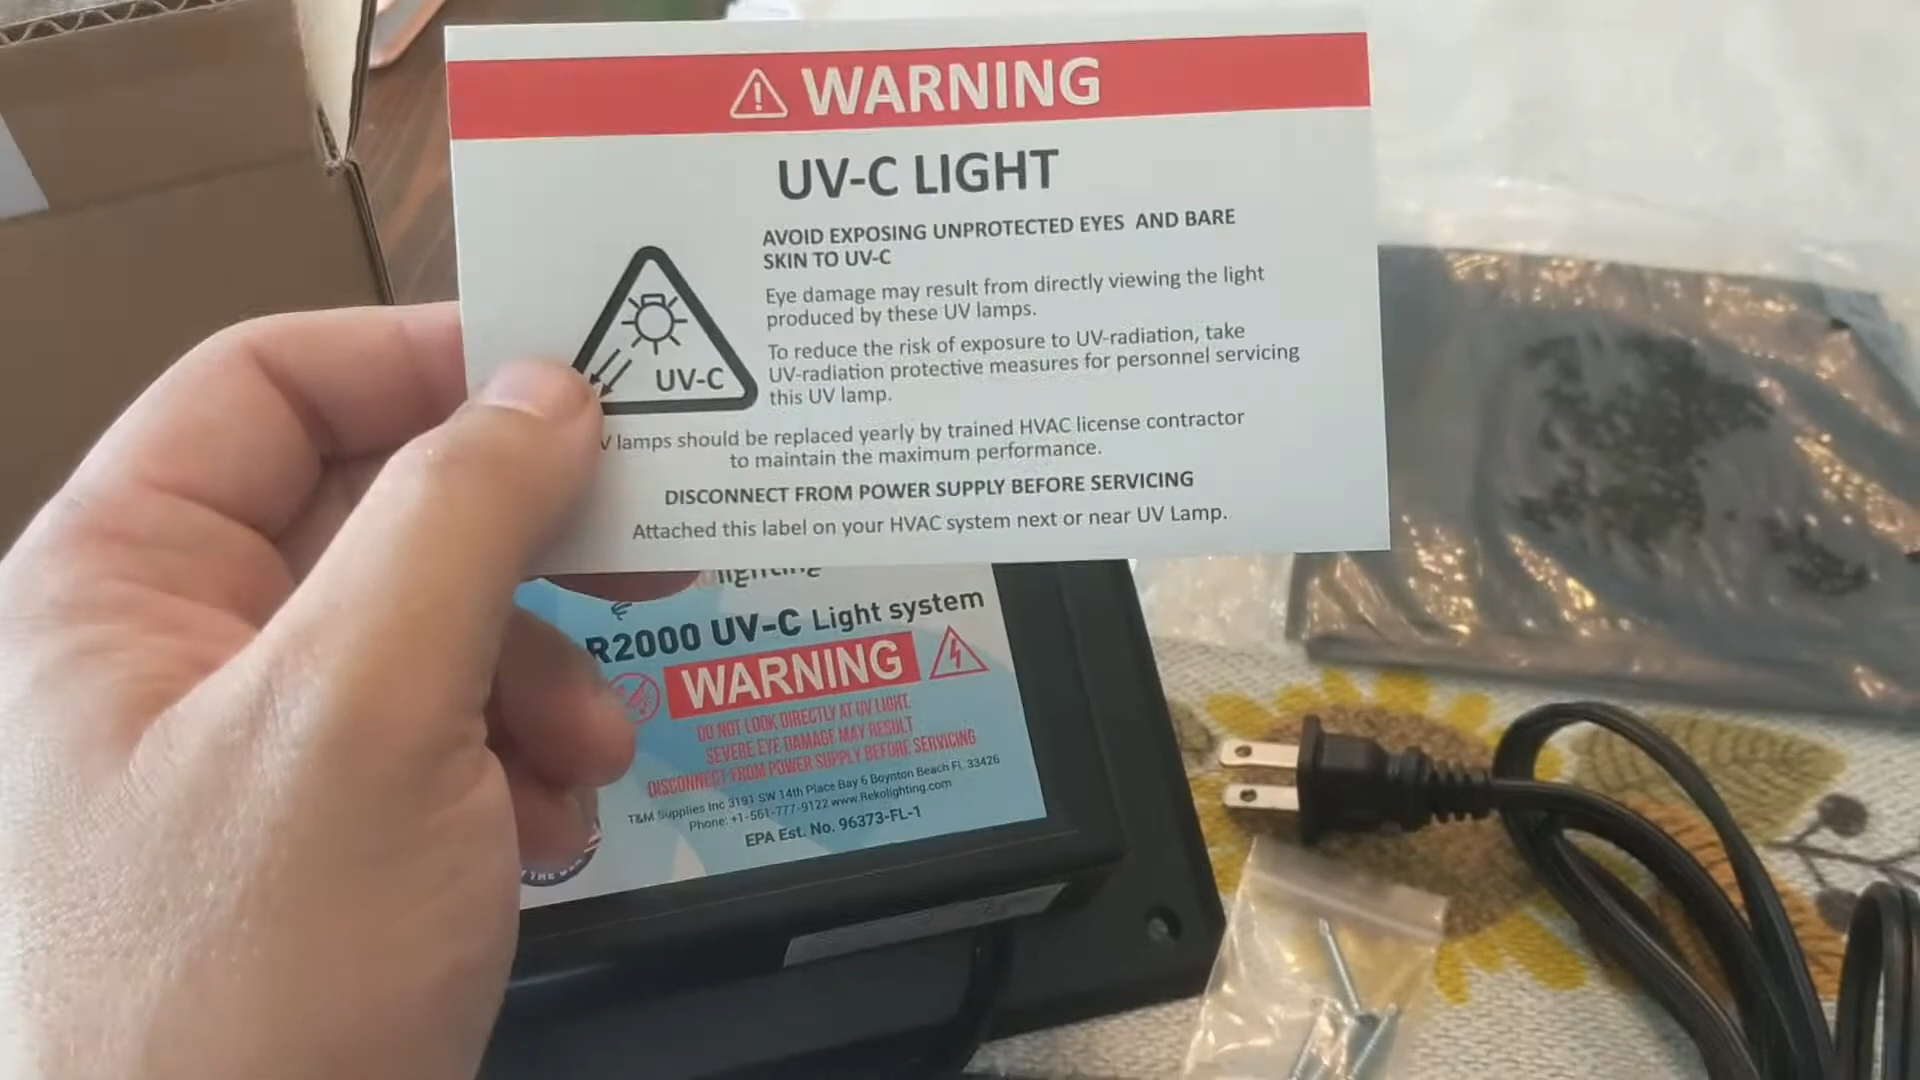 WARNING
UV-C LIGHT
AVOID EXPOSING UNPROTECTED EYES AND BARE
SKIN TO UV-C
Eye damage may result from directly viewing the light
produced by these UV lamps.
To reduce the risk of exposure to UV-radiation, take
UV-radiation protective measures for personnel servicing
this UV lamp.
UV-C
V lamps should be replaced yearly by trained HVAC license contractor
to maintain the maximum performance.
DISCONNECT FROM POWER SUPPLY BEFORE SERVICING
Attached this label on your HVAC system next or near UV Lamp.
lighting
R2000 UV-C Light system
WARNING
DO NOT LOOK DIRECTLY AT UV LIGHT.
SEVERE EYE DAMAGE MAY RESULT
DISCONNECT FROM POWER SUPPLY BEFORE SERVICING
T&M Supplies Inc 3191 SW 14th Place Bay 6 Boynton Beach FL 33426
Phone: +1-561-777-9122 www.Rekolighting.com
EPA Est. No. 96373-FL-1